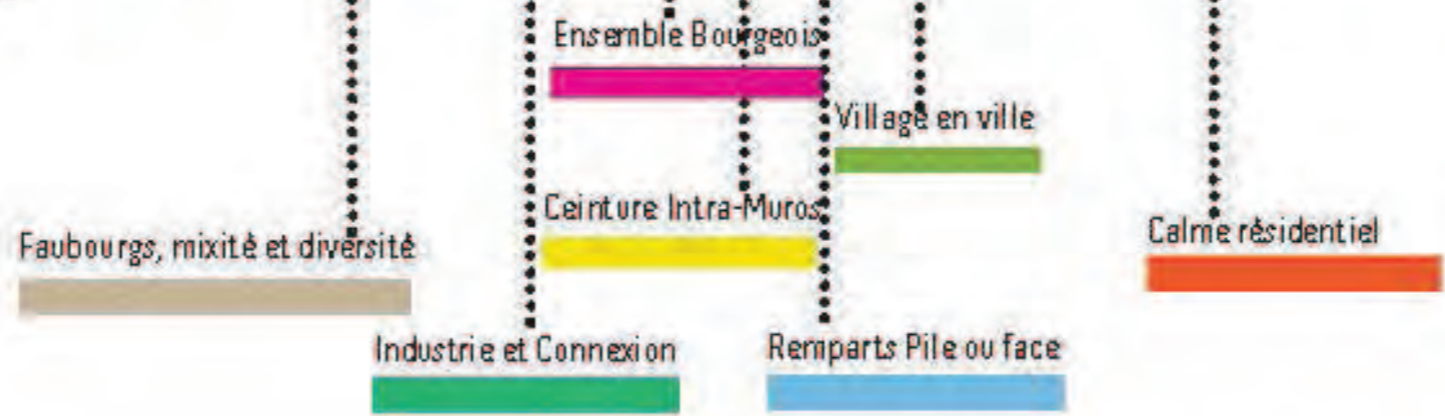 Ensemble Bourgeois
Village en ville
Ceinture Intra-Muros
Faubourgs, mixité et diversité
Calme résidentiel
Industrie et Connexion
Remparts Pile ou face